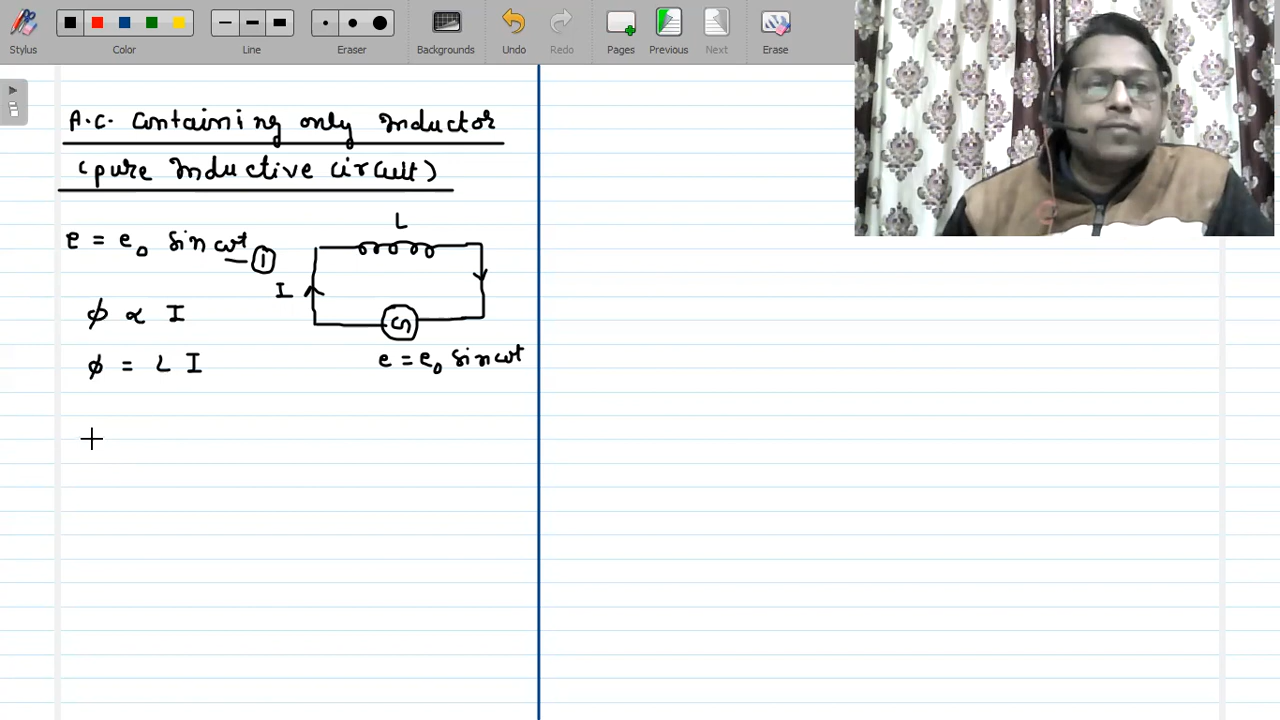 Stylus Color Line Eraser Backgrounds Undo Redo Pages Previous Next Erase
A.C. Containing only Inductor
(pure Inductive Circuit)
e = e₀ sin ωt — ①
L
I
φ ∝ I
φ = L I
e = e₀ sin ωt